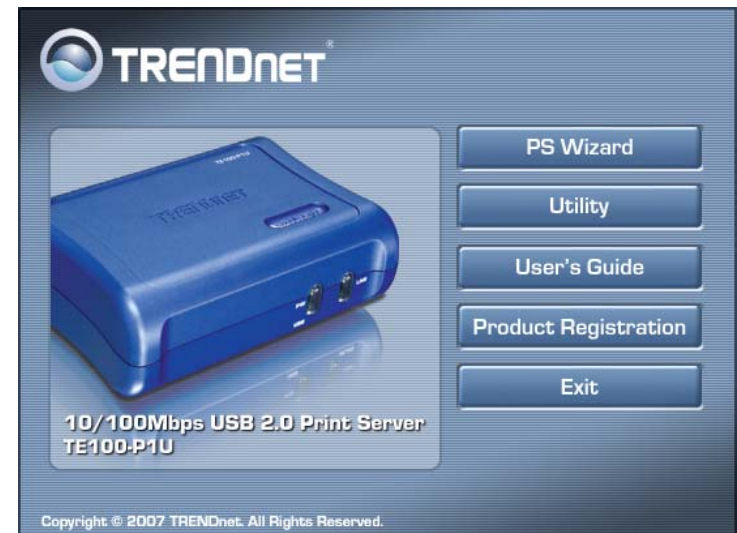 TRENDnet®
PS Wizard
Utility
User's Guide
Product Registration
Exit
TRENDnet
10/100Mbps USB 2.0 Print Server
TE100-P1U
Copyright © 2007 TRENDnet. All Rights Reserved.